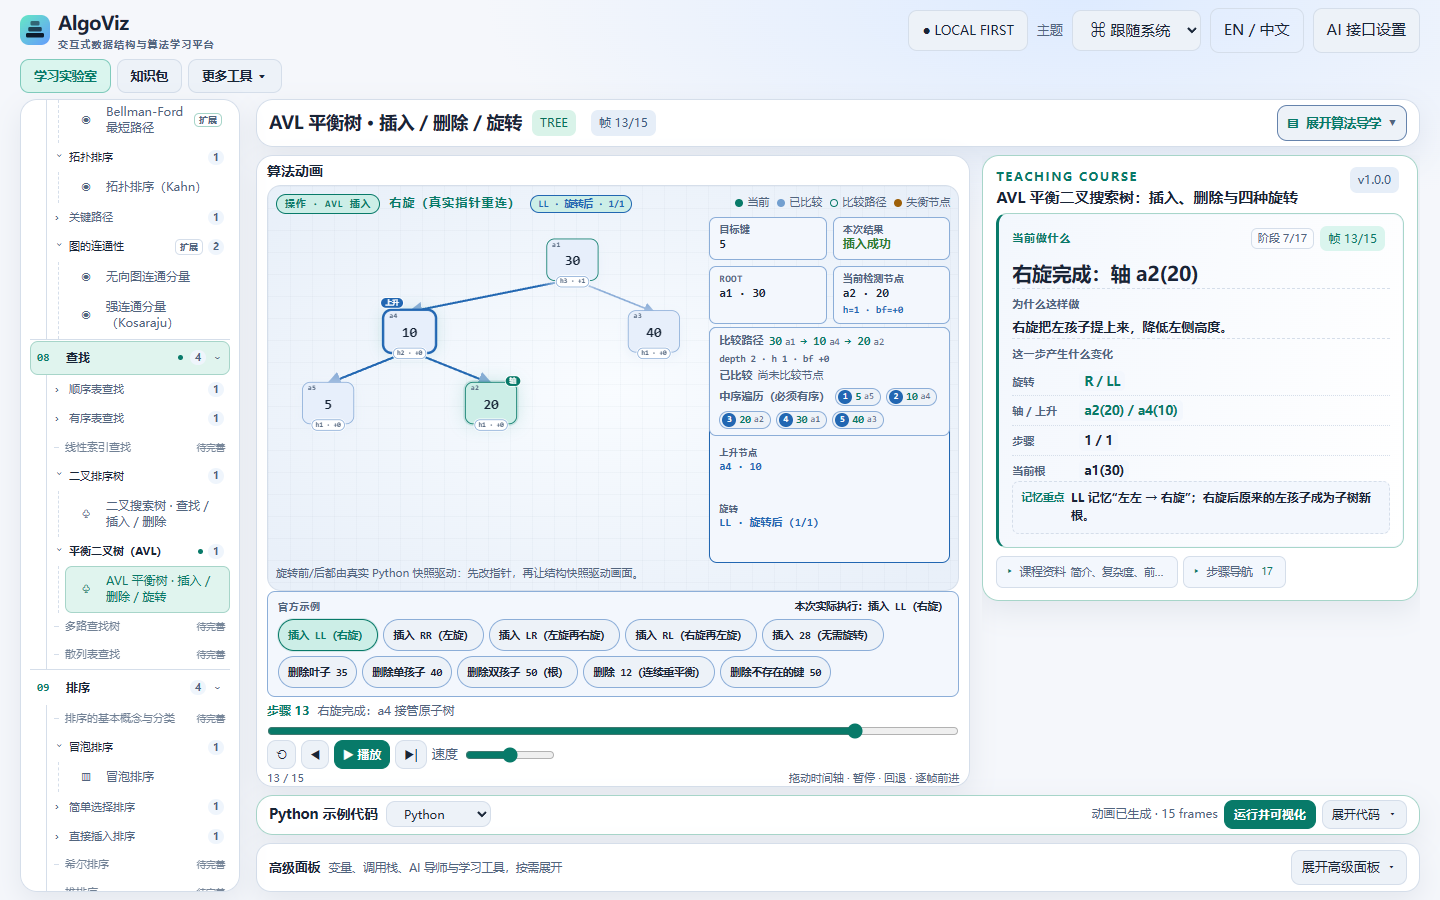 AlgoViz
交互式数据结构与算法学习平台
● LOCAL FIRST
主题
⌘ 跟随系统
EN / 中文
AI 接口设置
学习实验室
知识包
更多工具
Bellman-Ford
最短路径
扩展
拓扑排序
1
拓扑排序（Kahn）
关键路径
1
图的连通性
扩展
2
无向图连通分量
强连通分量
（Kosaraju）
08
查找
4
顺序表查找
1
有序表查找
1
线性索引查找
待完善
二叉排序树
1
二叉搜索树 · 查找 /
插入 / 删除
平衡二叉树（AVL）
1
AVL 平衡树 · 插入 /
删除 / 旋转
多路查找树
待完善
散列表查找
待完善
09
排序
4
排序的基本概念与分类
待完善
冒泡排序
1
冒泡排序
简单选择排序
1
直接插入排序
1
希尔排序
待完善
AVL 平衡树 · 插入 / 删除 / 旋转
TREE
帧 13/15
展开算法导学
算法动画
操作 · AVL 插入
右旋（真实指针重连）
LL · 旋转后 · 1/1
当前
已比较
比较路径
失衡节点
a1
30
h3 · +1
上升
a4
10
h2 · +0
a3
40
h1 · +0
a5
5
h1 · +0
轴
a2
20
h1 · +0
目标键
5
本次结果
插入成功
ROOT
a1 · 30
当前检测节点
a2 · 20
h=1 · bf=+0
比较路径 30 a1 → 10 a4 → 20 a2
depth 2 · h 1 · bf +0
已比较 尚未比较节点
中序遍历（必须有序）
1 5 a5
2 10 a4
3 20 a2
4 30 a1
5 40 a3
上升节点
a4 · 10
旋转
LL · 旋转后 (1/1)
旋转前/后都由真实 Python 快照驱动：先改指针，再让结构快照驱动画面。
官方示例
本次实际执行：插入 LL（右旋）
插入 LL（右旋）
插入 RR（左旋）
插入 LR（左旋再右旋）
插入 RL（右旋再左旋）
插入 28（无需旋转）
删除叶子 35
删除单孩子 40
删除双孩子 50（根）
删除 12（连续重平衡）
删除不存在的键 50
步骤 13 右旋完成：a4 接管原子树
播放
速度
13 / 15
拖动时间轴 · 暂停 · 回退 · 逐帧前进
TEACHING COURSE
v1.0.0
AVL 平衡二叉搜索树：插入、删除与四种旋转
当前做什么
阶段 7/17
帧 13/15
右旋完成：轴 a2(20)
为什么这样做
右旋把左孩子提上来，降低左侧高度。
这一步产生什么变化
旋转
R / LL
轴 / 上升
a2(20) / a4(10)
步骤
1 / 1
当前根
a1(30)
记忆重点
LL 记忆“左左 → 右旋”；右旋后原来的左孩子成为子树新
根。
课程资料 简介、复杂度、前…
步骤导航 17
Python 示例代码
Python
动画已生成 · 15 frames
运行并可视化
展开代码
高级面板
变量、调用栈、AI 导师与学习工具，按需展开
展开高级面板